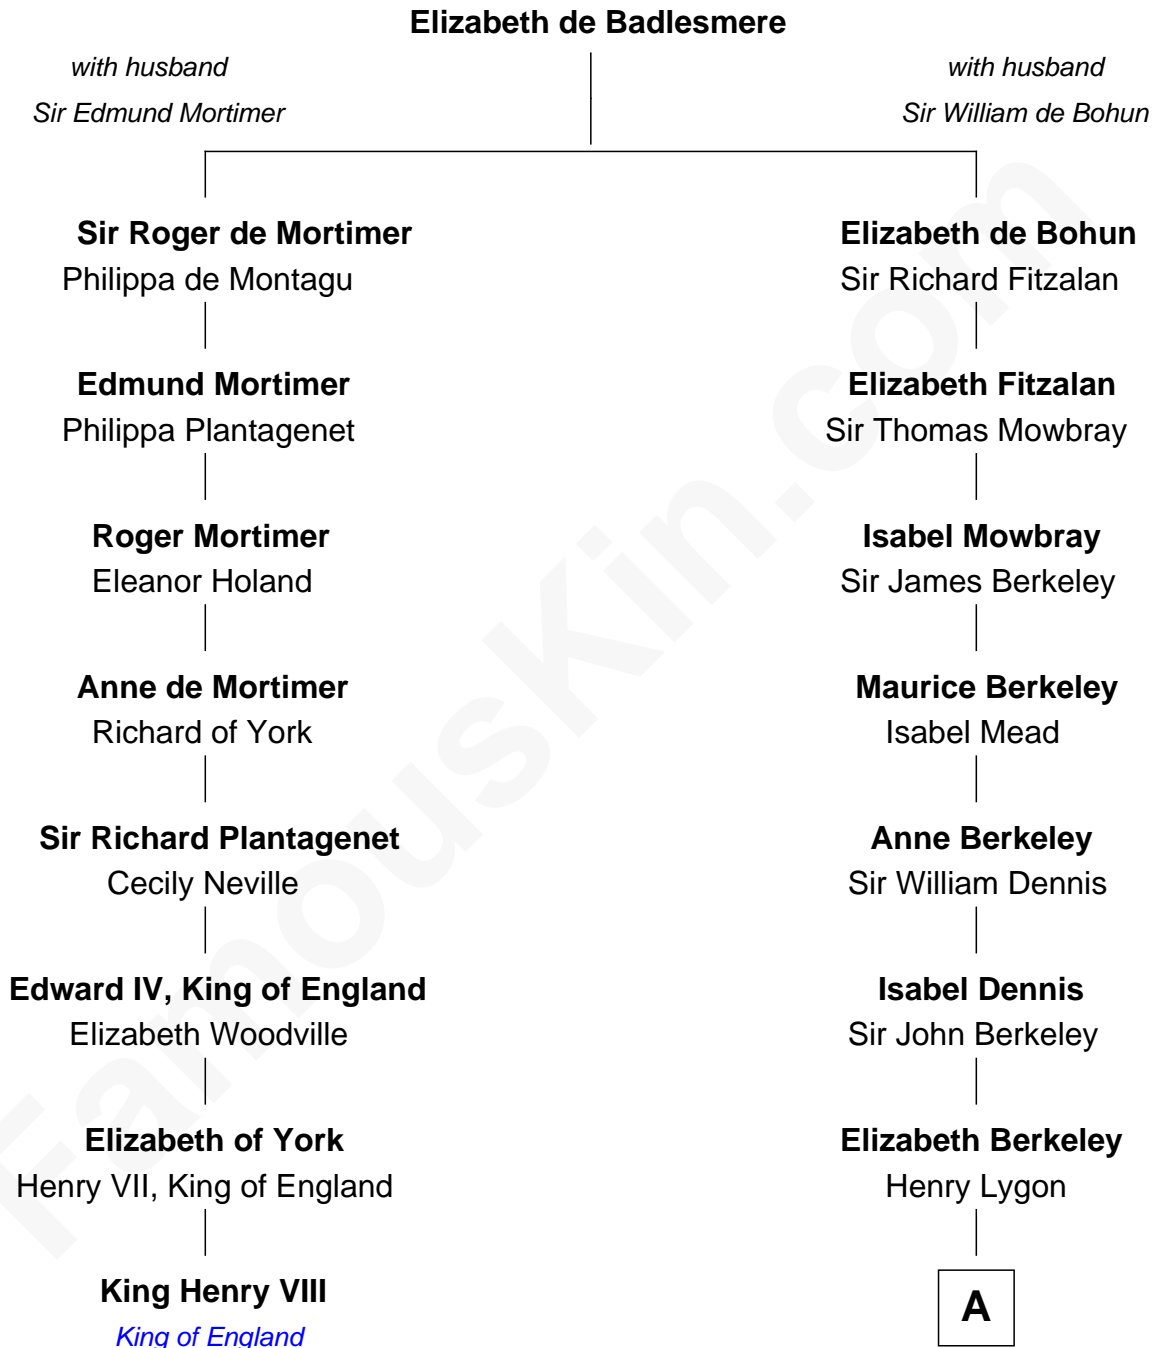 Elizabeth de Badlesmere
with husband
Sir Edmund Mortimer
with husband
Sir William de Bohun
Sir Roger de Mortimer
Philippa de Montagu
Elizabeth de Bohun
Sir Richard Fitzalan
Edmund Mortimer
Philippa Plantagenet
Elizabeth Fitzalan
Sir Thomas Mowbray
Roger Mortimer
Eleanor Holand
Isabel Mowbray
Sir James Berkeley
Anne de Mortimer
Richard of York
Maurice Berkeley
Isabel Mead
Sir Richard Plantagenet
Cecily Neville
Anne Berkeley
Sir William Dennis
Edward IV, King of England
Elizabeth Woodville
Isabel Dennis
Sir John Berkeley
Elizabeth of York
Henry VII, King of England
Elizabeth Berkeley
Henry Lygon
King Henry VIII
King of England
A
FamousKin.com